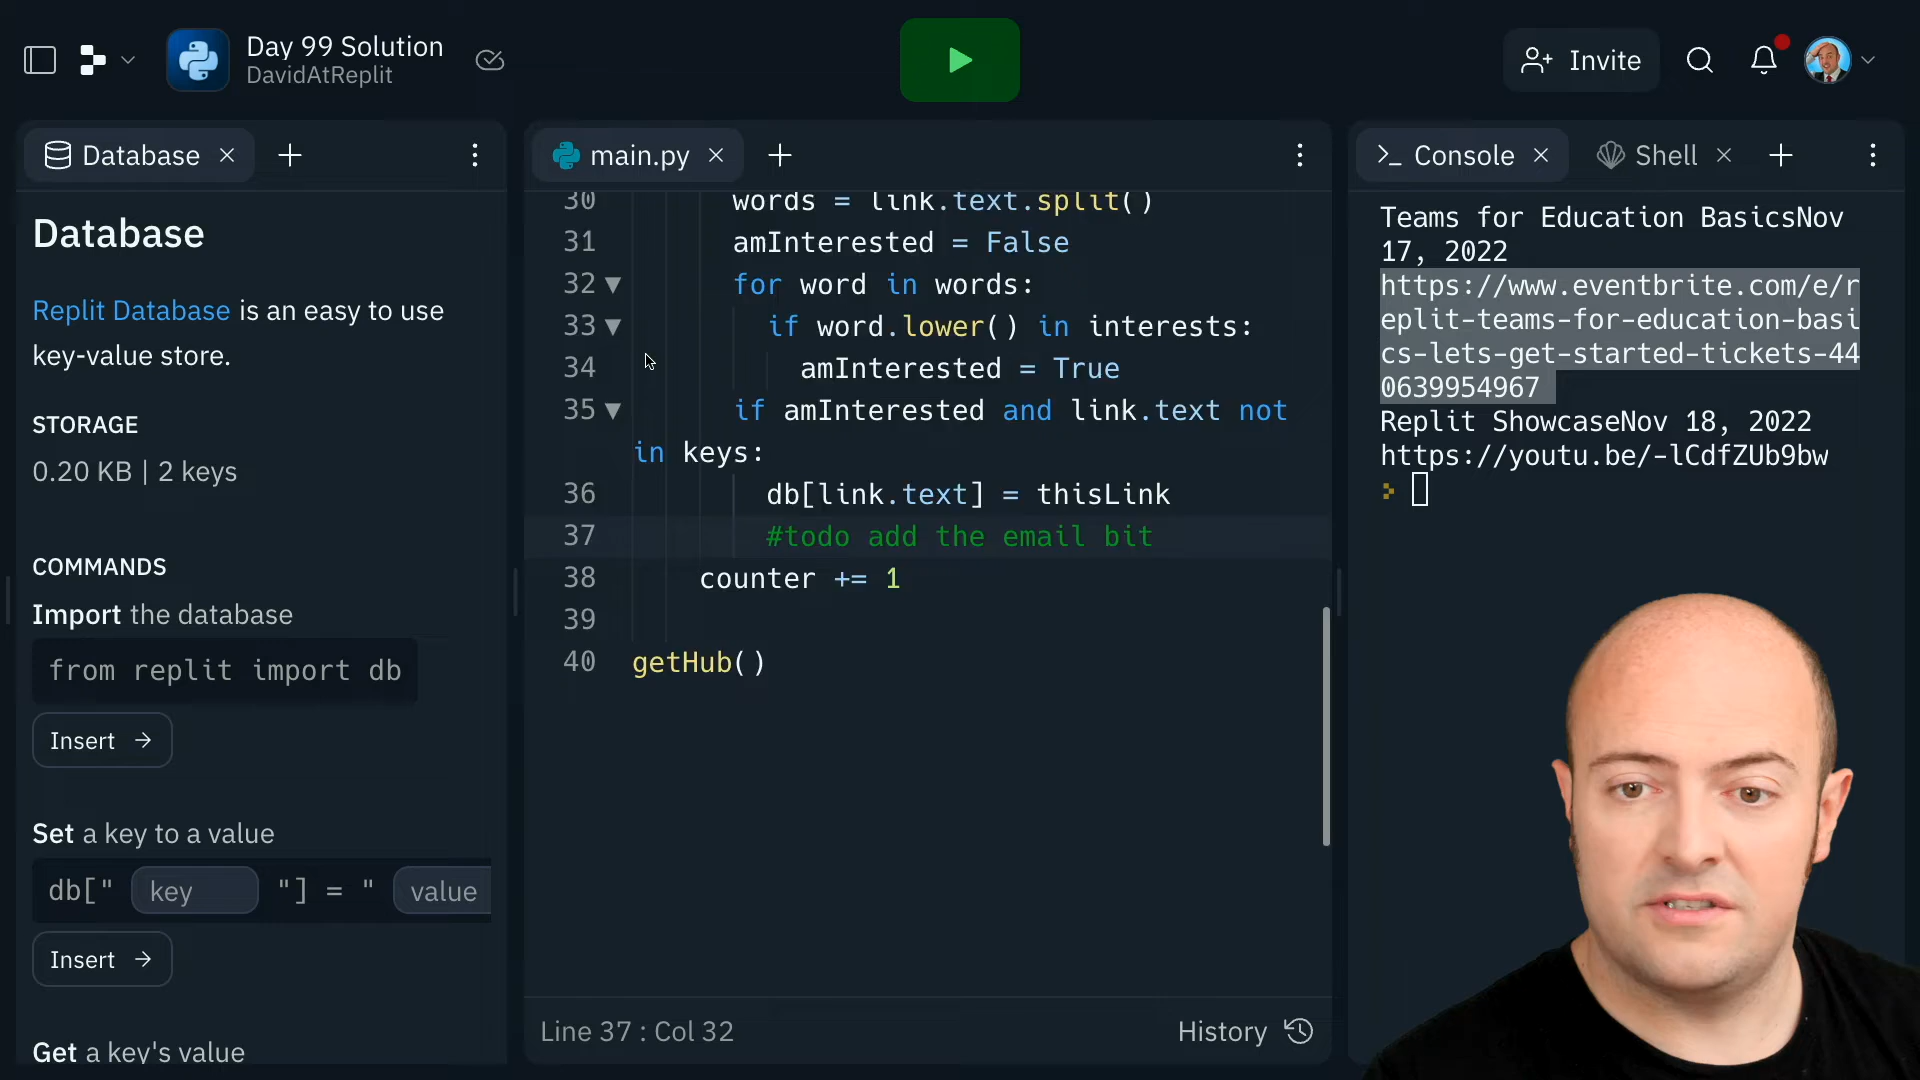 Day 99 Solution
DavidAtReplit
Invite
Database
Database
Replit Database is an easy to use
key-value store.
STORAGE
0.20 KB | 2 keys
COMMANDS
Import the database
from replit import db
Insert →
Set a key to a value
db[" key "] = " value
Insert →
Get a key's value
main.py
30 words = link.text.split()
31 amInterested = False
32 for word in words:
33 if word.lower() in interests:
34 amInterested = True
35 if amInterested and link.text not
in keys:
36 db[link.text] = thisLink
37 #todo add the email bit
38 counter += 1
39
40 getHub()
Line 37 : Col 32
History
Console
Shell
Teams for Education BasicsNov
17, 2022
https://www.eventbrite.com/e/r
eplit-teams-for-education-basi
cs-lets-get-started-tickets-44
0639954967
Replit ShowcaseNov 18, 2022
https://youtu.be/-lCdfZUb9bw